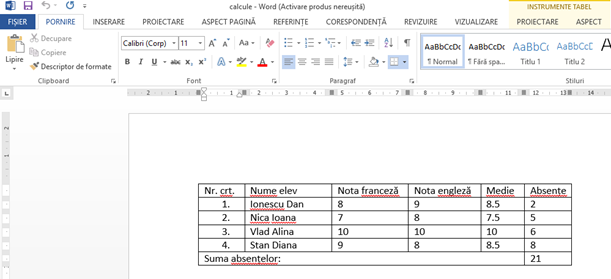 calcule - Word (Activare produs nereușită)
INSTRUMENTE TABEL
FIȘIER PORNIRE INSERARE PROIECTARE ASPECT PAGINĂ REFERINȚE CORESPONDENȚĂ REVIZUIRE VIZUALIZARE PROIECTARE ASPECT
Lipire
Decupare
Copiere
Descriptor de formate
Clipboard
Calibri (Corp) 11
Font
Paragraf
AaBbCcDc AaBbCcDc AaBbC AaBbCc
¶ Normal ¶ Fără spa... Titlu 1 Titlu 2
Stiluri
Nr. crt. Nume elev Nota franceză Nota engleză Medie Absențe
1. Ionescu Dan 8 9 8.5 2
2. Nica Ioana 7 8 7.5 5
3. Vlad Alina 10 10 10 6
4. Stan Diana 9 8 8.5 8
Suma absențelor: 21